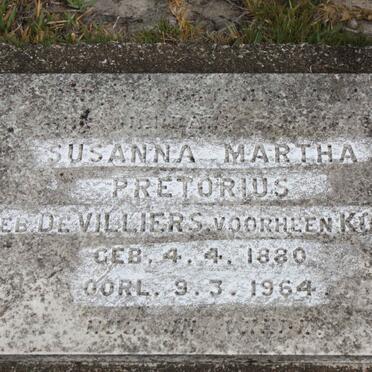 SUSANNA MARTHA
PRETORIUS
EB. DE VILLIERS VOORHEEN
GEB. 4. 4. 1880
OORL. 9. 3. 1964